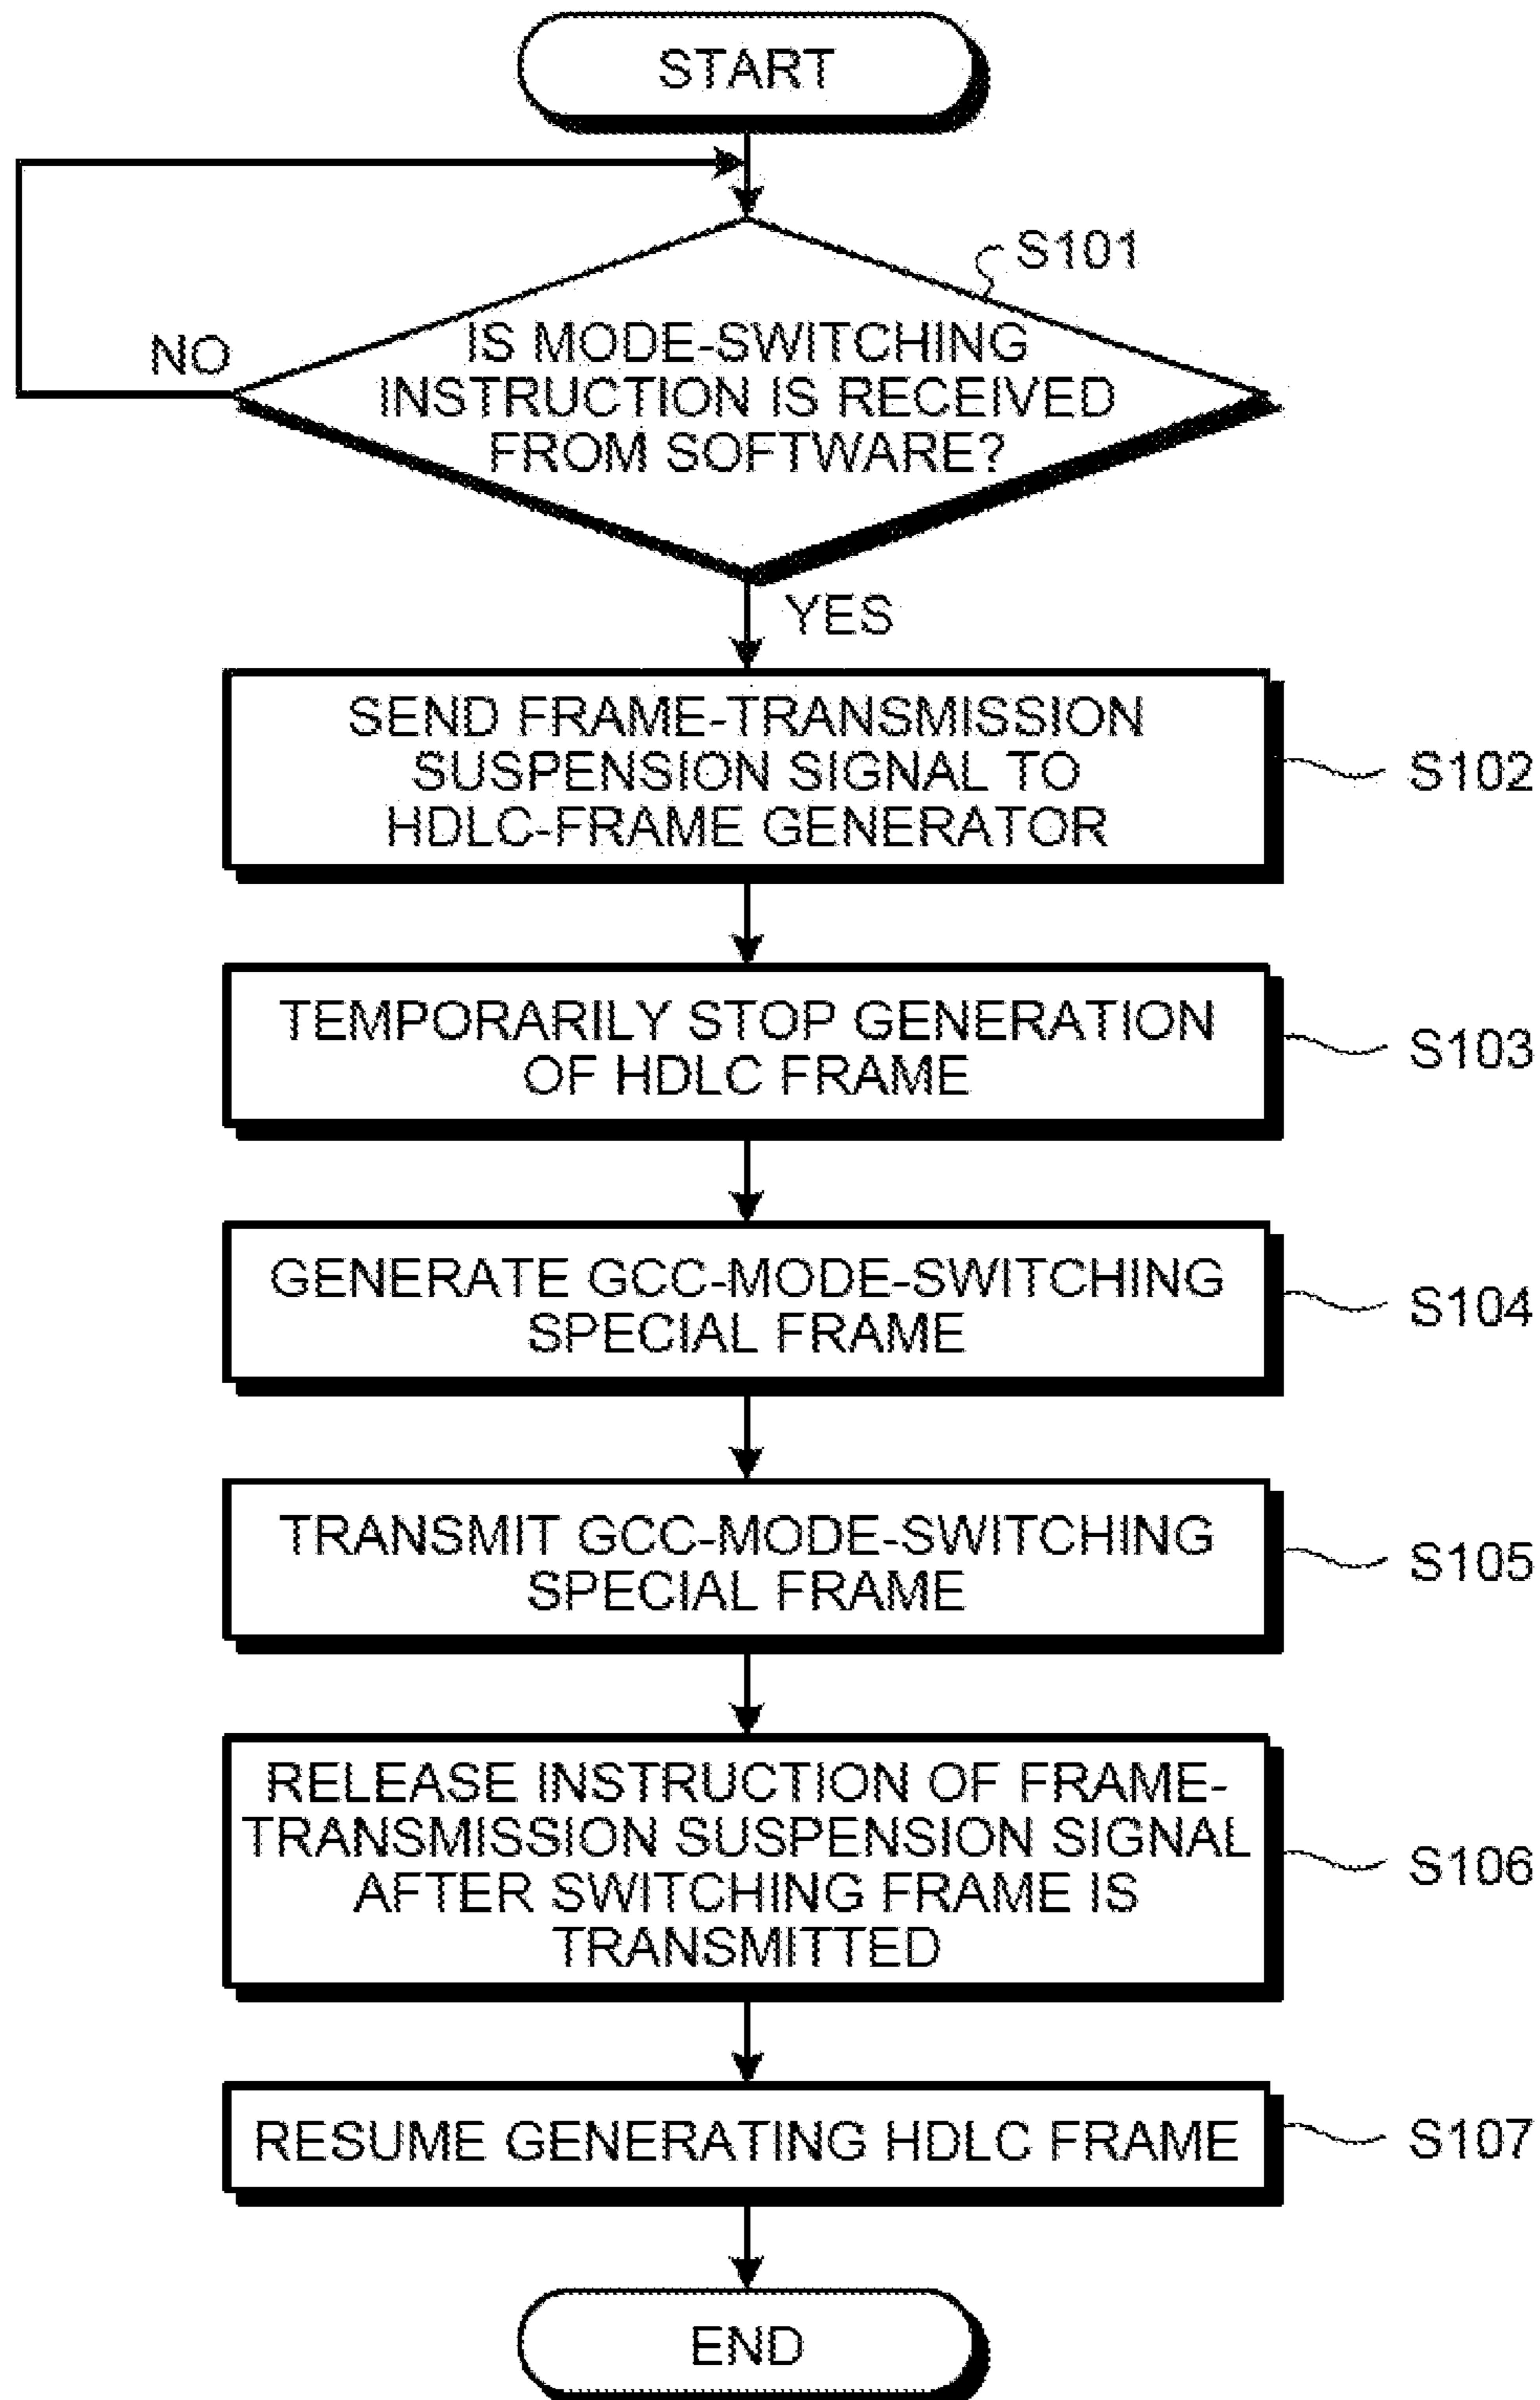 START
S101
IS MODE-SWITCHING
INSTRUCTION IS RECEIVED
FROM SOFTWARE?
NO
YES
SEND FRAME-TRANSMISSION
SUSPENSION SIGNAL TO
HDLC-FRAME GENERATOR
S102
TEMPORARILY STOP GENERATION
OF HDLC FRAME
S103
GENERATE GCC-MODE-SWITCHING
SPECIAL FRAME
S104
TRANSMIT GCC-MODE-SWITCHING
SPECIAL FRAME
S105
RELEASE INSTRUCTION OF FRAME-
TRANSMISSION SUSPENSION SIGNAL
AFTER SWITCHING FRAME IS
TRANSMITTED
S106
RESUME GENERATING HDLC FRAME
S107
END